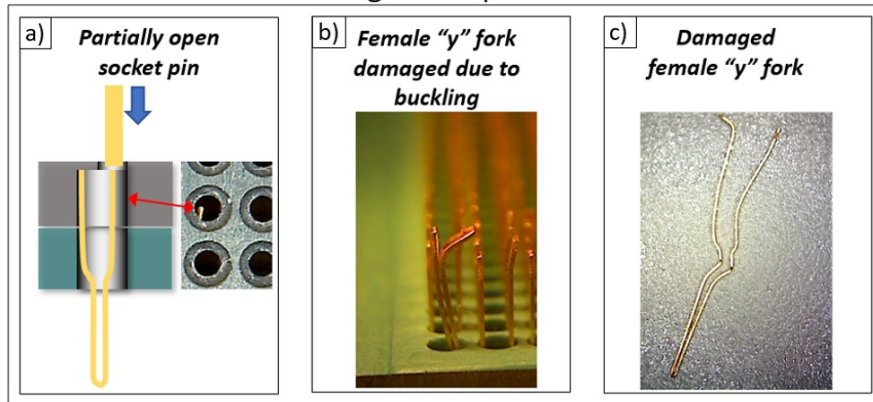 a)
Partially open
socket pin
b)
Female “y” fork
damaged due to
buckling
c)
Damaged
female “y” fork